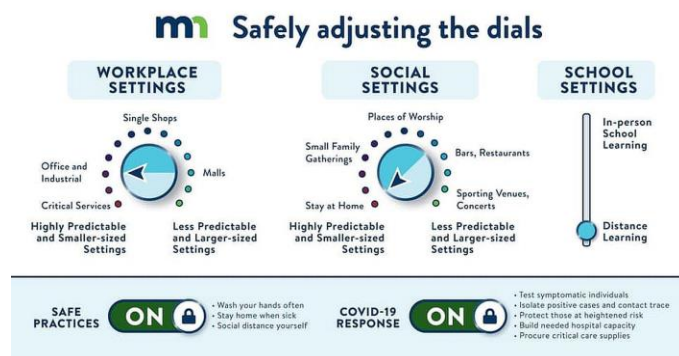 mn Safely adjusting the dials
WORKPLACE
SETTINGS
Single Shops
Office and
Industrial
Malls
Critical Services
Highly Predictable
and Smaller-sized
Settings
Less Predictable
and Larger-sized
Settings
SOCIAL
SETTINGS
Places of Worship
Small Family
Gatherings
Bars, Restaurants
Stay at Home
Sporting Venues,
Concerts
Highly Predictable
and Smaller-sized
Settings
Less Predictable
and Larger-sized
Settings
SCHOOL
SETTINGS
In-person
School
Learning
Distance
Learning
SAFE
PRACTICES
ON
• Wash your hands often
• Stay home when sick
• Social distance yourself
COVID-19
RESPONSE
ON
• Test symptomatic individuals
• Isolate positive cases and contact trace
• Protect those at heightened risk
• Build needed hospital capacity
• Procure critical care supplies